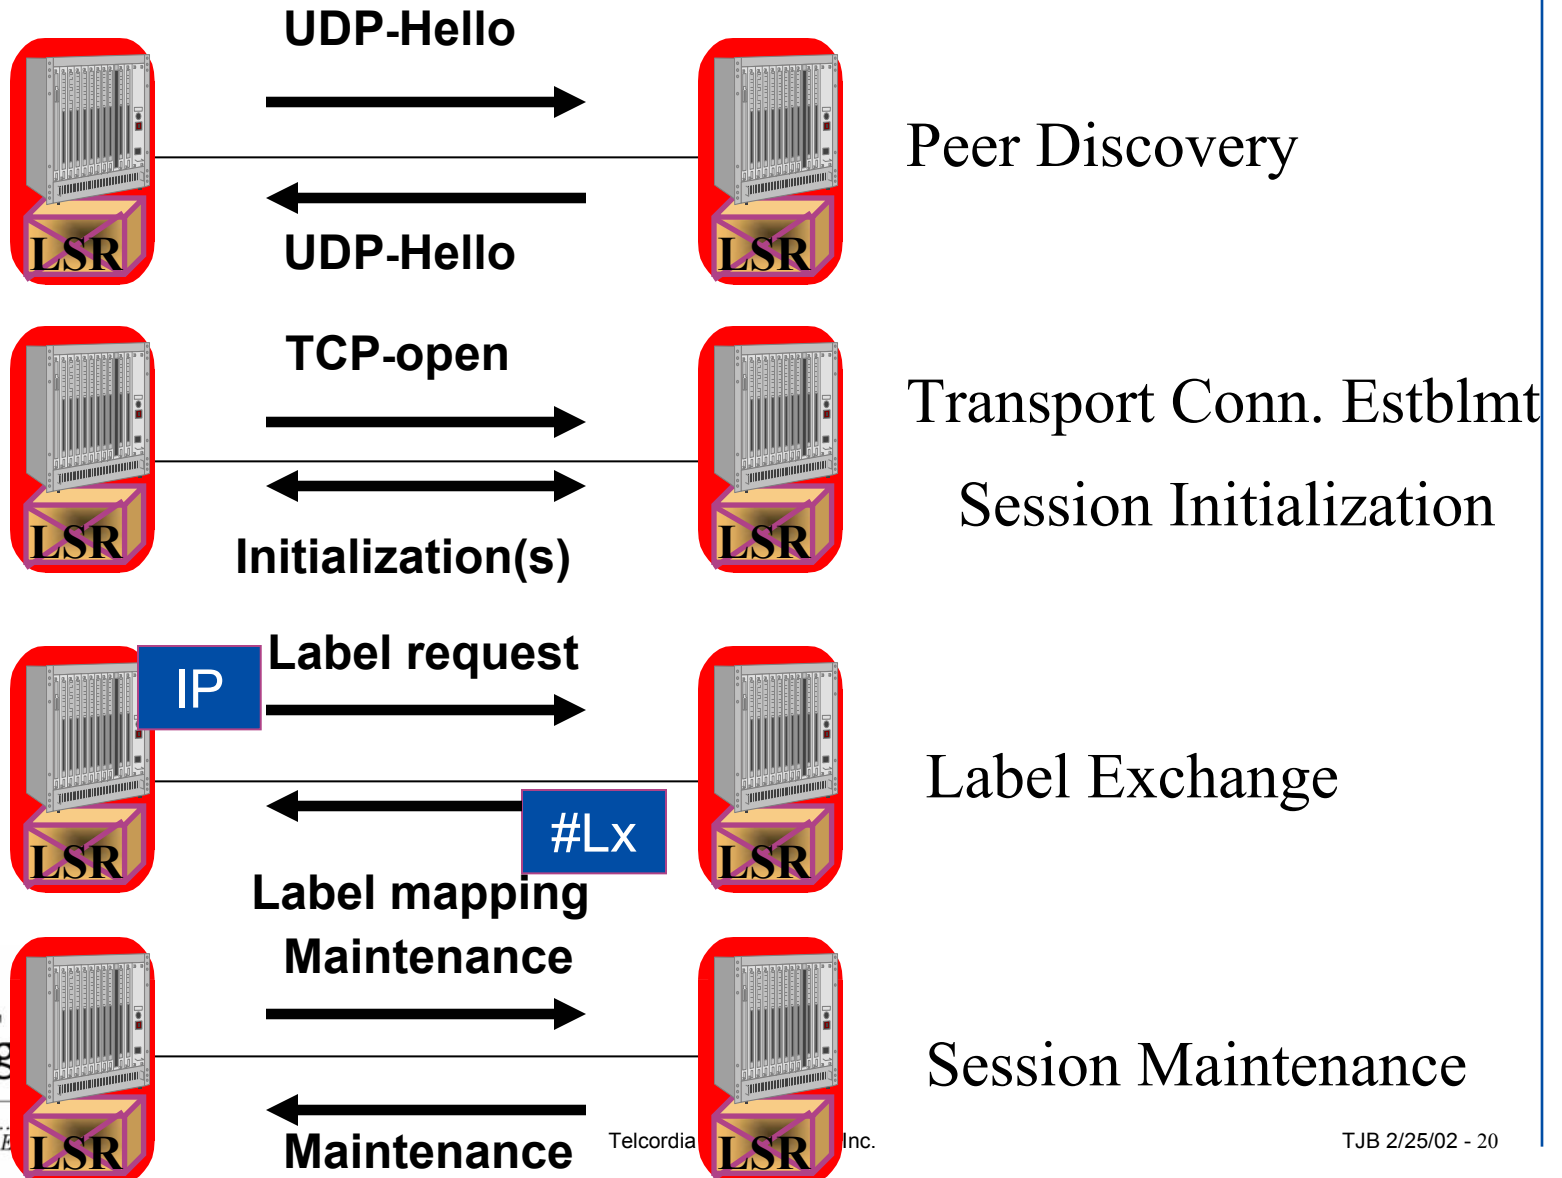 UDP-Hello
LSR
LSR
Peer Discovery
UDP-Hello
TCP-open
Transport Conn. Estblmt
LSR
LSR
Session Initialization
Initialization(s)
Label request
IP
Label Exchange
#Lx
LSR
LSR
Label mapping
Maintenance
Session Maintenance
LSR
LSR
Maintenance
Telcordia
Inc.
TJB 2/25/02 - 20